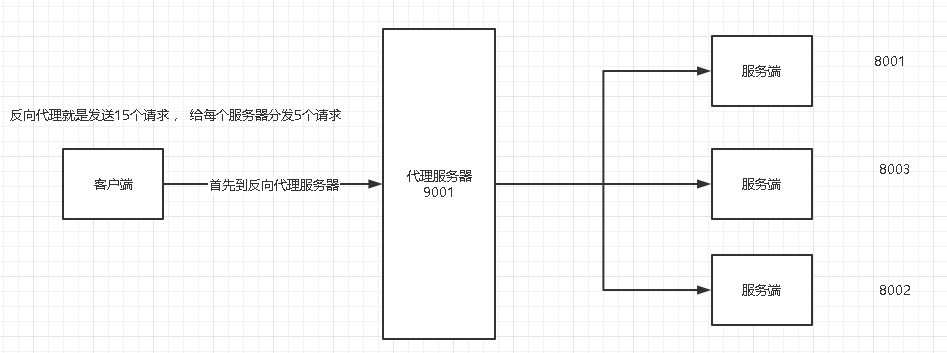 反向代理就是发送15个请求， 给每个服务器分发5个请求
客户端
首先到反向代理服务器
代理服务器
9001
服务端
8001
服务端
8003
服务端
8002